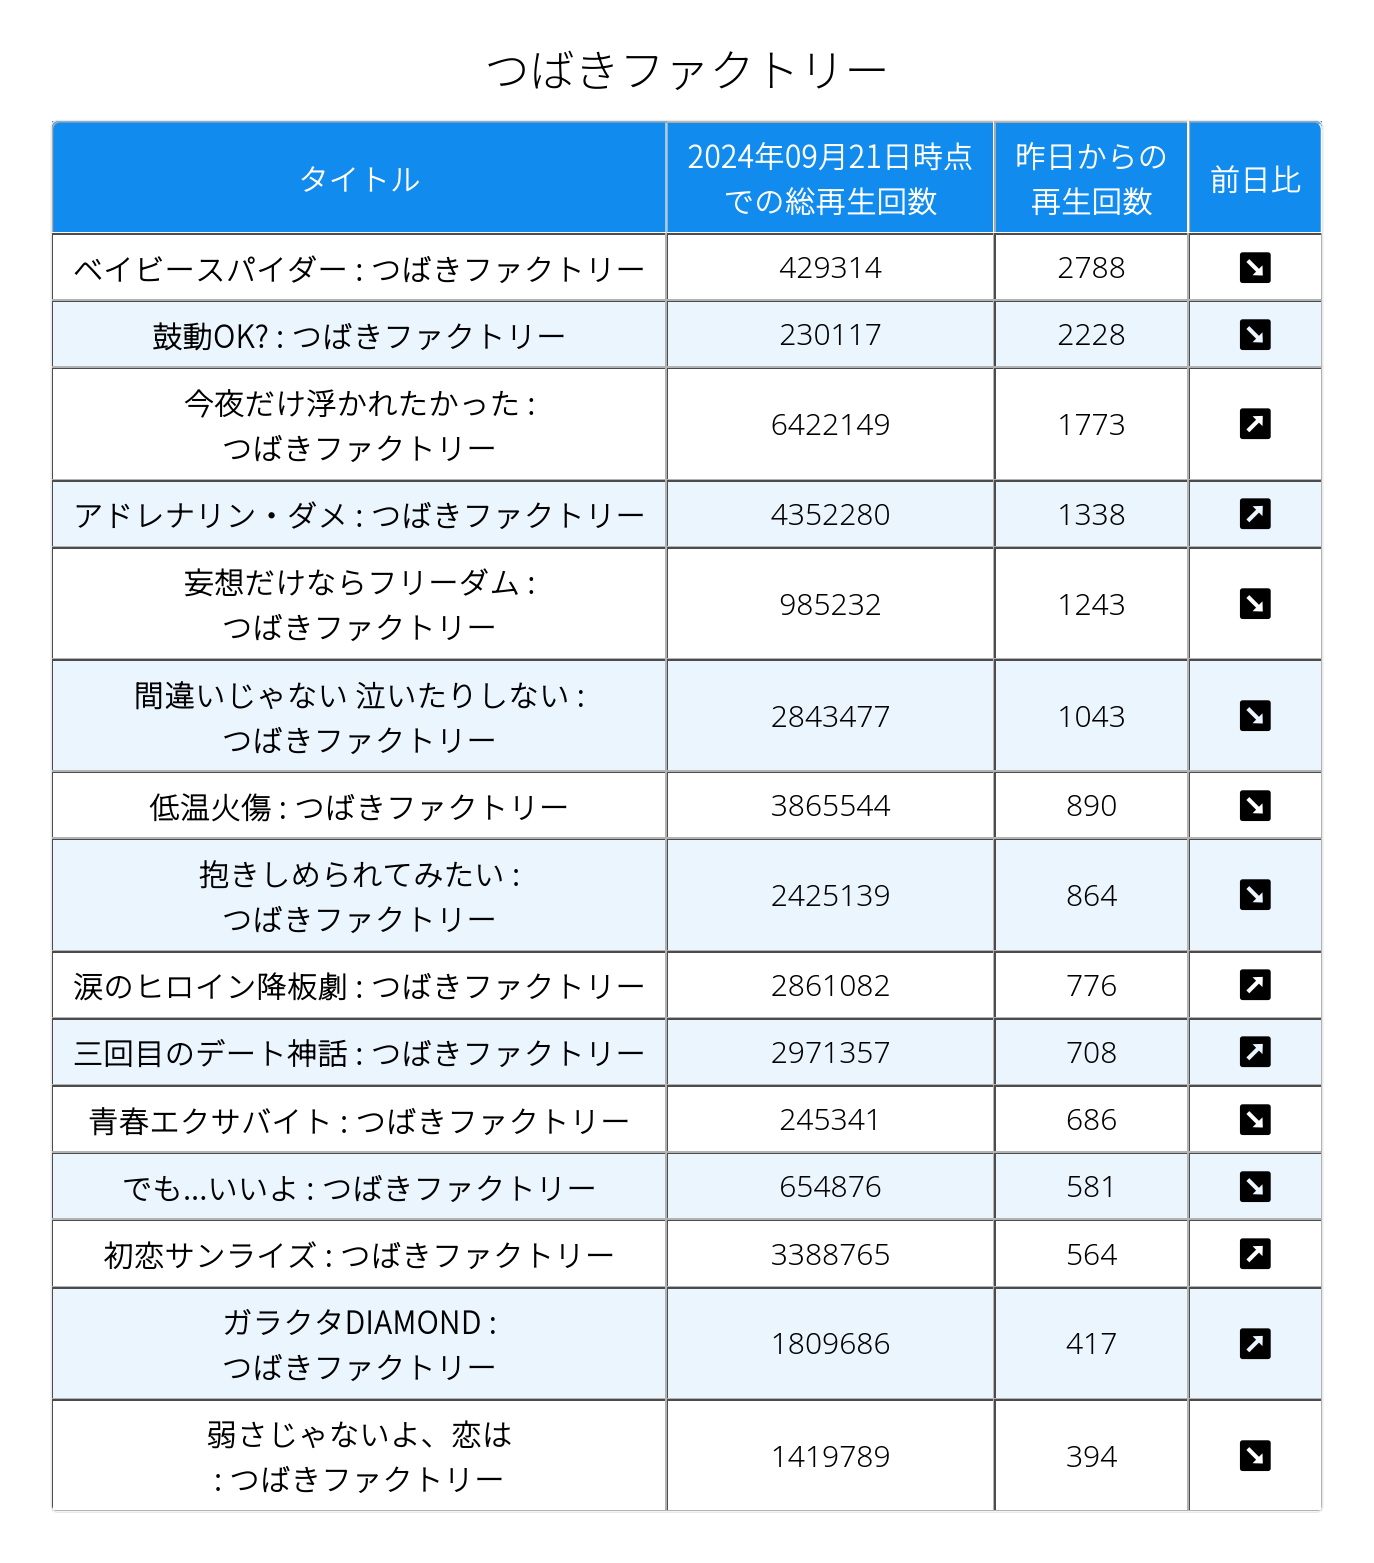 つばきファクトリー
タイトル
2024年09月21日時点
での総再生回数
昨日からの
再生回数
前日比
ベイビースパイダー : つばきファクトリー 429314 2788 ↘
鼓動OK? : つばきファクトリー 230117 2228 ↘
今夜だけ浮かれたかった :
つばきファクトリー
6422149 1773 ↗
アドレナリン・ダメ : つばきファクトリー 4352280 1338 ↗
妄想だけならフリーダム :
つばきファクトリー
985232 1243 ↘
間違いじゃない 泣いたりしない :
つばきファクトリー
2843477 1043 ↘
低温火傷 : つばきファクトリー 3865544 890 ↘
抱きしめられてみたい :
つばきファクトリー
2425139 864 ↘
涙のヒロイン降板劇 : つばきファクトリー 2861082 776 ↗
三回目のデート神話 : つばきファクトリー 2971357 708 ↗
青春エクサバイト : つばきファクトリー 245341 686 ↘
でも...いいよ : つばきファクトリー 654876 581 ↘
初恋サンライズ : つばきファクトリー 3388765 564 ↗
ガラクタDIAMOND :
つばきファクトリー
1809686 417 ↗
弱さじゃないよ、恋は
: つばきファクトリー
1419789 394 ↘